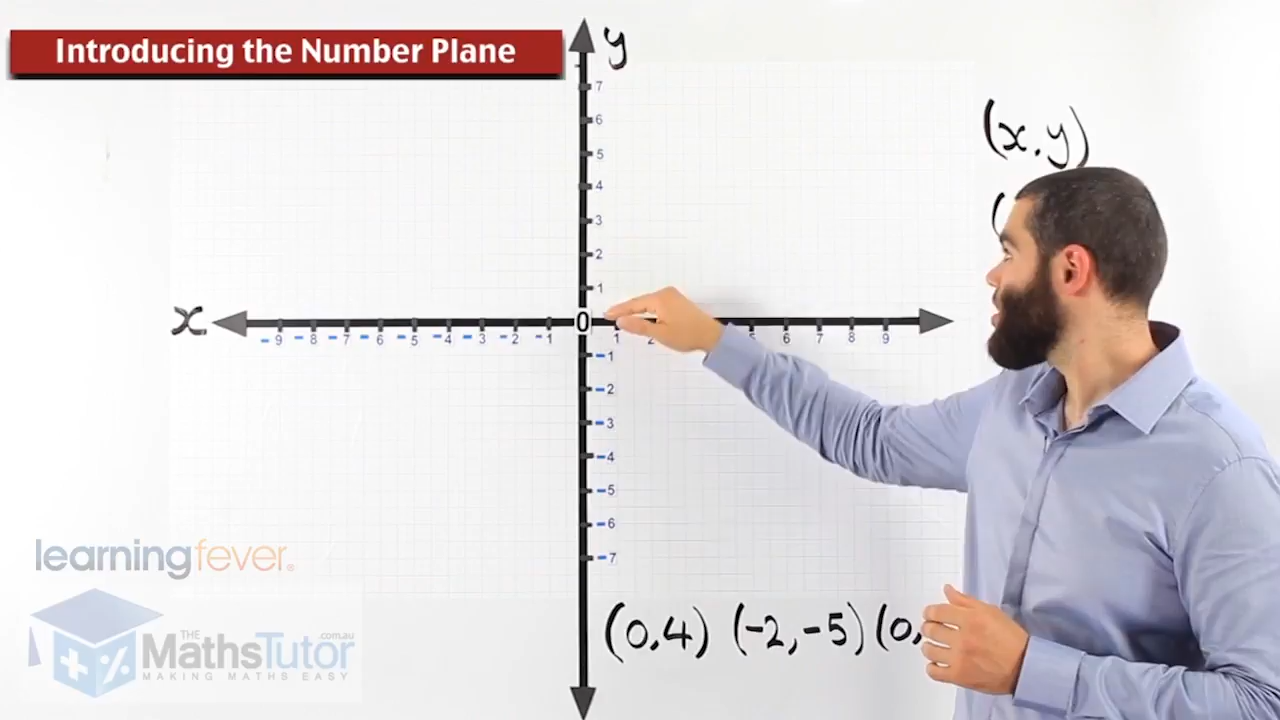 Introducing the Number Plane
y
7
6
5
4
3
2
1
(x,y)
(
x
0
-9 -8 -7 -6 -5 -4 -3 -2 -1 1 2 5 6 7 8 9
-1
-2
-3
-4
-5
-6
-7
(0,4) (-2,-5) (0,
learningfever®
THE
MathsTutor .com.au
MAKING MATHS EASY